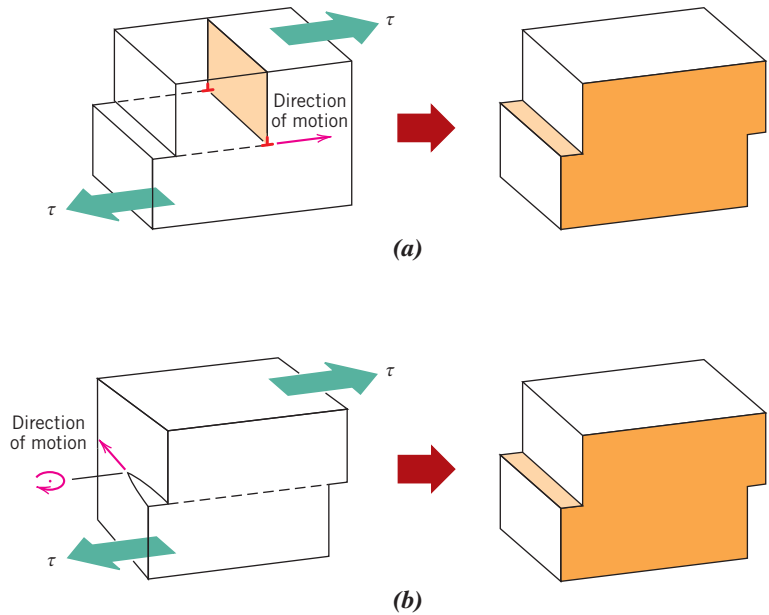 τ
Direction
of motion
τ
(a)
τ
Direction
of motion
τ
(b)